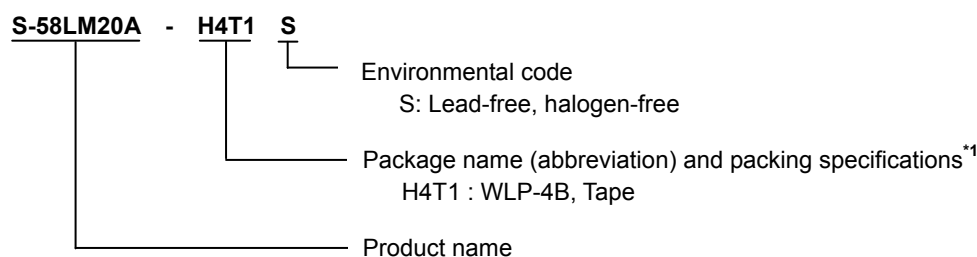 S-58LM20A - H4T1 S
Environmental code
S: Lead-free, halogen-free
Package name (abbreviation) and packing specifications*1
H4T1 : WLP-4B, Tape
Product name